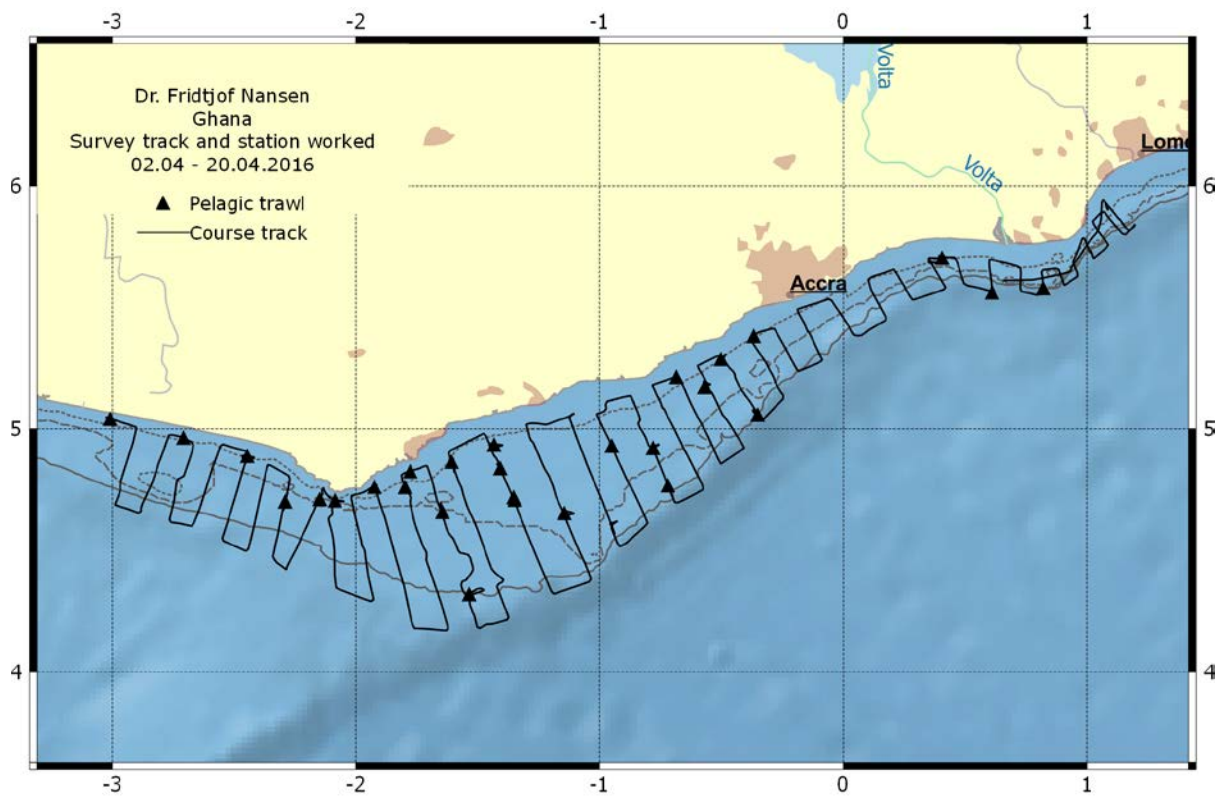 -3 -2 -1 0 1
Dr. Fridtjof Nansen
Ghana
Survey track and station worked
02.04 - 20.04.2016
Pelagic trawl
Course track
Volta
Volta
Lome
Accra
6 6
5 5
4 4
-3 -2 -1 0 1